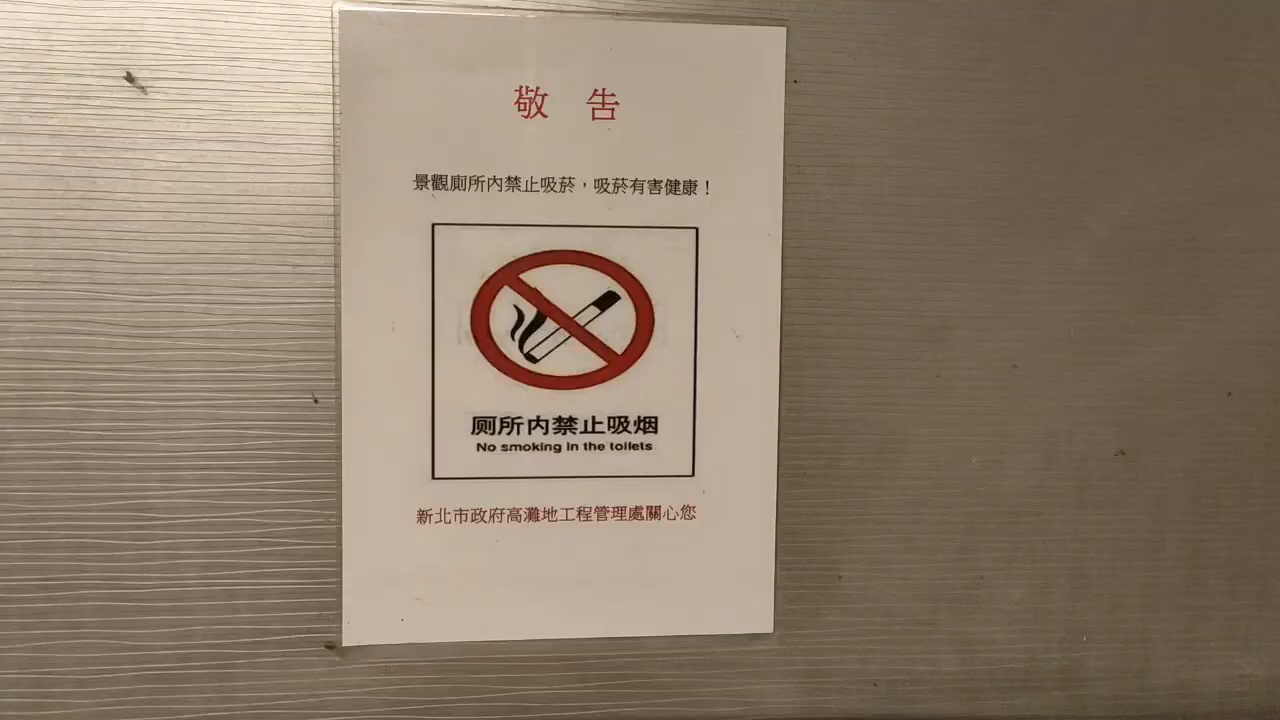 敬 告
景觀廁所內禁止吸菸，吸菸有害健康！
厕所内禁止吸烟
No smoking in the toilets
新北市政府高灘地工程管理處關心您